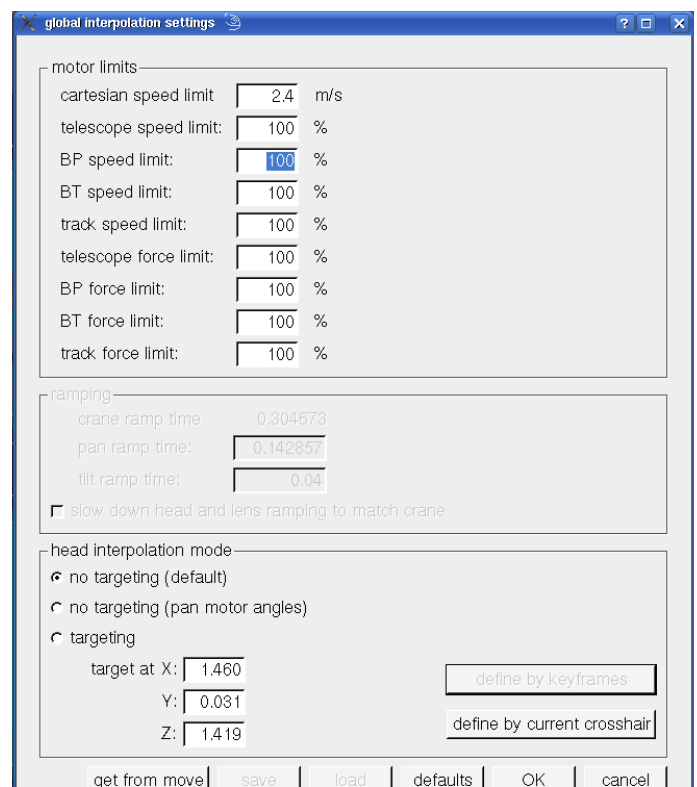 global interpolation settings
motor limits
cartesian speed limit 2.4 m/s
telescope speed limit: 100 %
BP speed limit: 100 %
BT speed limit: 100 %
track speed limit: 100 %
telescope force limit: 100 %
BP force limit: 100 %
BT force limit: 100 %
track force limit: 100 %
ramping
crane ramp time 0.304673
pan ramp time: 0.142857
tilt ramp time: 0.04
slow down head and lens ramping to match crane
head interpolation mode
no targeting (default)
no targeting (pan motor angles)
targeting
target at X: 1.460
define by keyframes
Y: 0.031
define by current crosshair
Z: 1.419
get from move save load defaults OK cancel